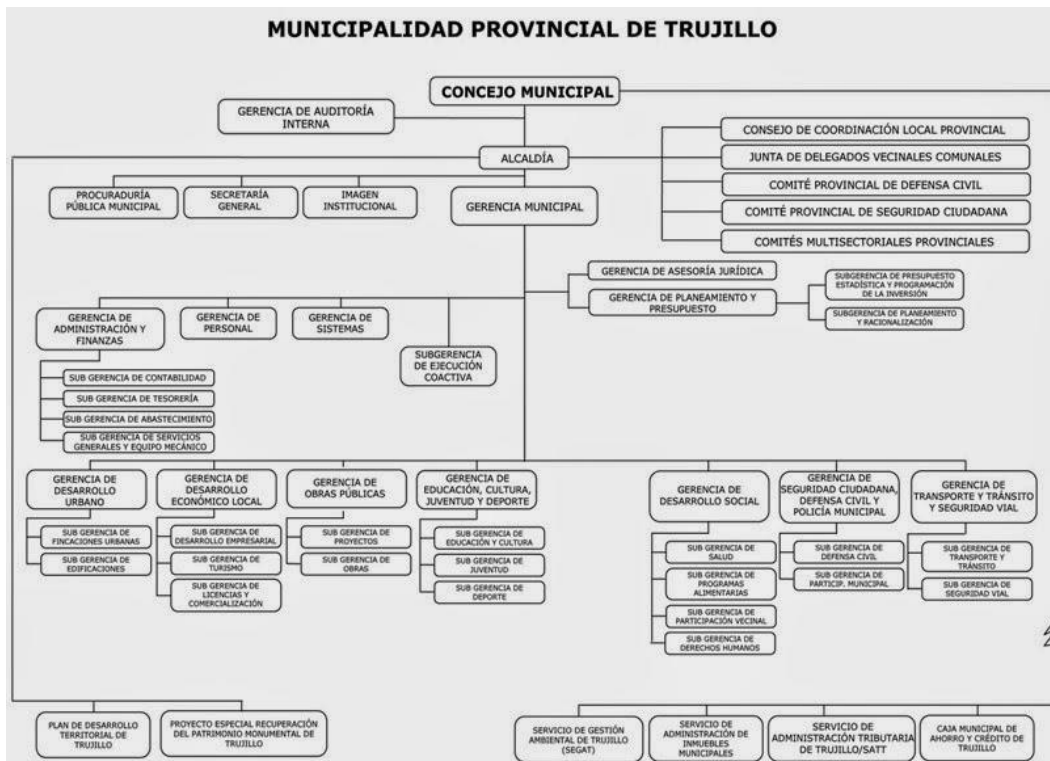 MUNICIPALIDAD PROVINCIAL DE TRUJILLO
CONCEJO MUNICIPAL
GERENCIA DE AUDITORÍA
INTERNA
CONSEJO DE COORDINACIÓN LOCAL PROVINCIAL
ALCALDÍA
JUNTA DE DELEGADOS VECINALES COMUNALES
COMITÉ PROVINCIAL DE DEFENSA CIVIL
COMITÉ PROVINCIAL DE SEGURIDAD CIUDADANA
COMITÉS MULTISECTORIALES PROVINCIALES
PROCURADURÍA
PÚBLICA MUNICIPAL
SECRETARÍA
GENERAL
IMAGEN
INSTITUCIONAL
GERENCIA MUNICIPAL
GERENCIA DE ASESORÍA JURÍDICA
GERENCIA DE PLANEAMIENTO Y
PRESUPUESTO
SUBGERENCIA DE PRESUPUESTO
ESTADÍSTICA Y PROGRAMACIÓN
DE LA INVERSIÓN
SUBGERENCIA DE PLANEAMIENTO
Y RACIONALIZACIÓN
GERENCIA DE
ADMINISTRACIÓN Y
FINANZAS
GERENCIA DE
PERSONAL
GERENCIA DE
SISTEMAS
SUBGERENCIA
DE EJECUCIÓN
COACTIVA
SUB GERENCIA DE CONTABILIDAD
SUB GERENCIA DE TESORERÍA
SUB GERENCIA DE ABASTECIMIENTO
SUB GERENCIA DE SERVICIOS
GENERALES Y EQUIPO MECÁNICO
GERENCIA DE
DESARROLLO
URBANO
SUB GERENCIA DE
FINCACIONES URBANAS
SUB GERENCIA DE
EDIFICACIONES
GERENCIA DE
DESARROLLO
ECONÓMICO LOCAL
SUB GERENCIA DE
DESARROLLO EMPRESARIAL
SUB GERENCIA DE
TURISMO
SUB GERENCIA DE
LICENCIAS Y
COMERCIALIZACIÓN
GERENCIA DE
OBRAS PÚBLICAS
SUB GERENCIA DE
PROYECTOS
SUB GERENCIA DE
OBRAS
GERENCIA DE
EDUCACIÓN, CULTURA,
JUVENTUD Y DEPORTE
SUB GERENCIA DE
EDUCACIÓN Y CULTURA
SUB GERENCIA DE
JUVENTUD
SUB GERENCIA DE
DEPORTE
GERENCIA DE
DESARROLLO SOCIAL
SUB GERENCIA DE
SALUD
SUB GERENCIA DE
PROGRAMAS
ALIMENTARIAS
SUB GERENCIA DE
PARTICIPACIÓN VECINAL
SUB GERENCIA DE
DERECHOS HUMANOS
GERENCIA DE
SEGURIDAD CIUDADANA,
DEFENSA CIVIL Y
POLICÍA MUNICIPAL
SUB GERENCIA DE
DEFENSA CIVIL
SUB GERENCIA DE
PARTICIP. MUNICIPAL
GERENCIA DE
TRANSPORTE Y TRÁNSITO
Y SEGURIDAD VIAL
SUB GERENCIA DE
TRANSPORTE Y
TRÁNSITO
SUB GERENCIA DE
SEGURIDAD VIAL
PLAN DE DESARROLLO
TERRITORIAL DE
TRUJILLO
PROYECTO ESPECIAL RECUPERACIÓN
DEL PATRIMONIO MONUMENTAL DE
TRUJILLO
SERVICIO DE GESTIÓN
AMBIENTAL DE TRUJILLO
(SEGAT)
SERVICIO DE
ADMINISTRACIÓN DE
INMUEBLES
MUNICIPALES
SERVICIO DE
ADMINISTRACIÓN TRIBUTARIA
DE TRUJILLO/SATT
CAJA MUNICIPAL DE
AHORRO Y CRÉDITO DE
TRUJILLO